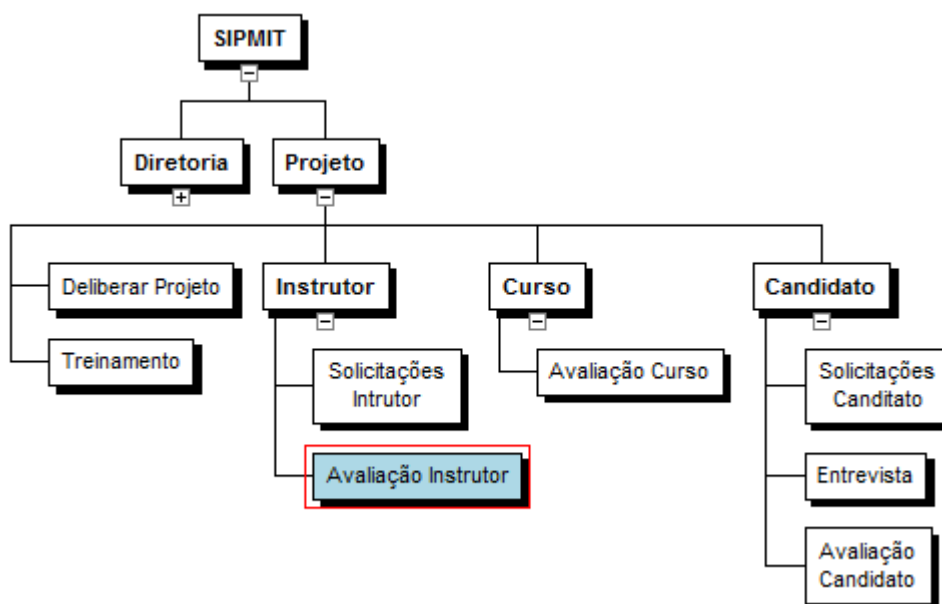 SIPMIT
Diretoria
Projeto
Deliberar Projeto
Treinamento
Instrutor
Solicitações
Intrutor
Avaliação Instrutor
Curso
Avaliação Curso
Candidato
Solicitações
Canditato
Entrevista
Avaliação
Candidato